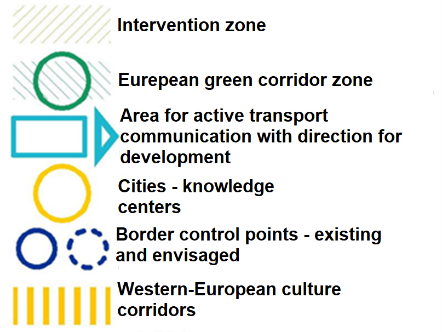 Intervention zone
Eurepean green corridor zone
Area for active transport
communication with direction for
development
Cities - knowledge
centers
Border control points - existing
and envisaged
Western-European culture
corridors